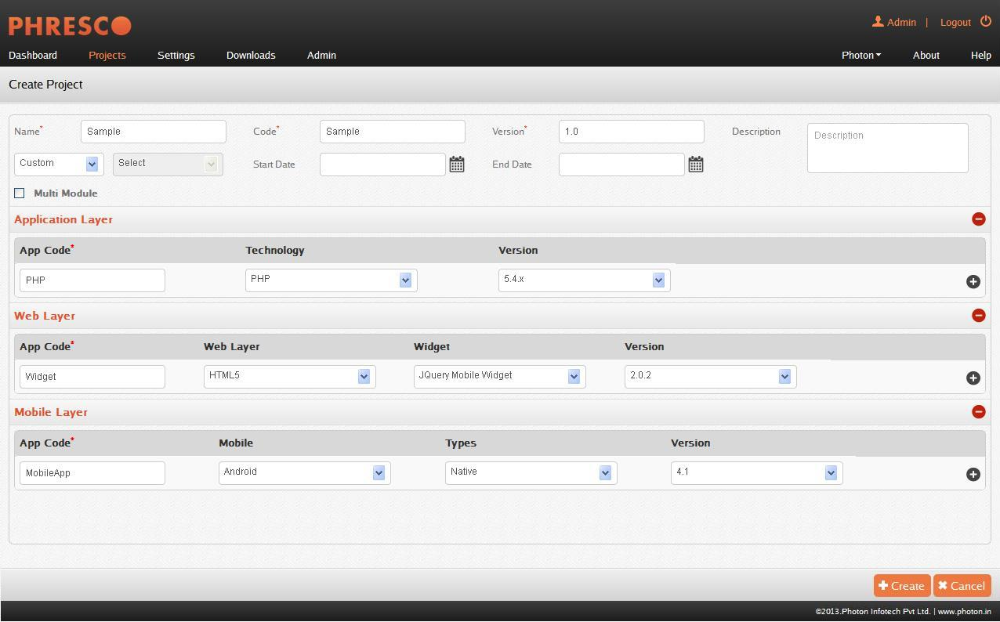 PHRESCO
Admin | Logout
Dashboard Projects Settings Downloads Admin Photon About Help
Create Project
Name* Sample Code* Sample Version* 1.0 Description Description
Custom Select Start Date End Date
Multi Module
Application Layer
App Code* Technology Version
PHP PHP 5.4.x
Web Layer
App Code* Web Layer Widget Version
Widget HTML5 JQuery Mobile Widget 2.0.2
Mobile Layer
App Code* Mobile Types Version
MobileApp Android Native 4.1
Create Cancel
©2013.Photon Infotech Pvt Ltd. | www.photon.in